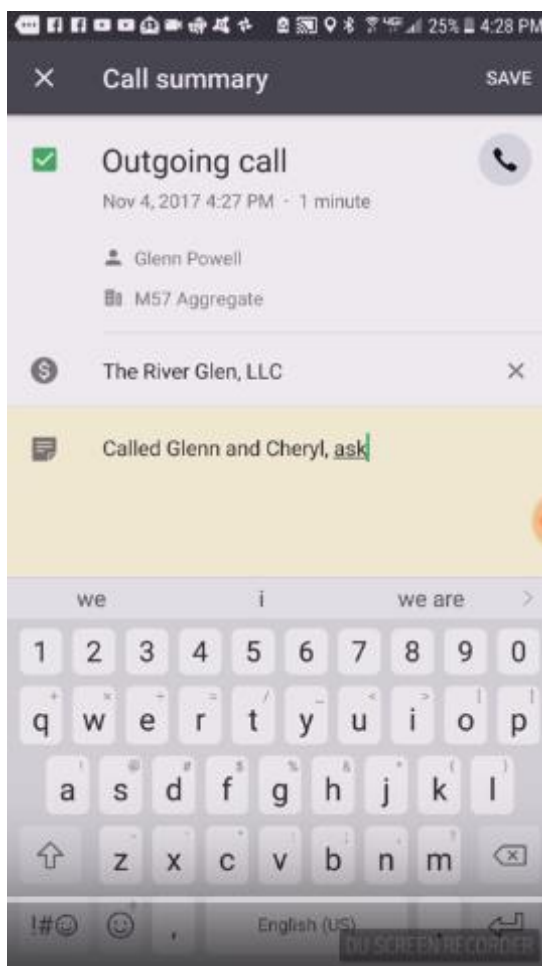 25% 4:28 PM
Call summary SAVE
Outgoing call
Nov 4, 2017 4:27 PM - 1 minute
Glenn Powell
M57 Aggregate
The River Glen, LLC
Called Glenn and Cheryl, ask
we i we are
1 2 3 4 5 6 7 8 9 0
q w e r t y u i o p
a s d f g h j k l
z x c v b n m
!#☺ , English (US) .
DU SCREEN RECORDER